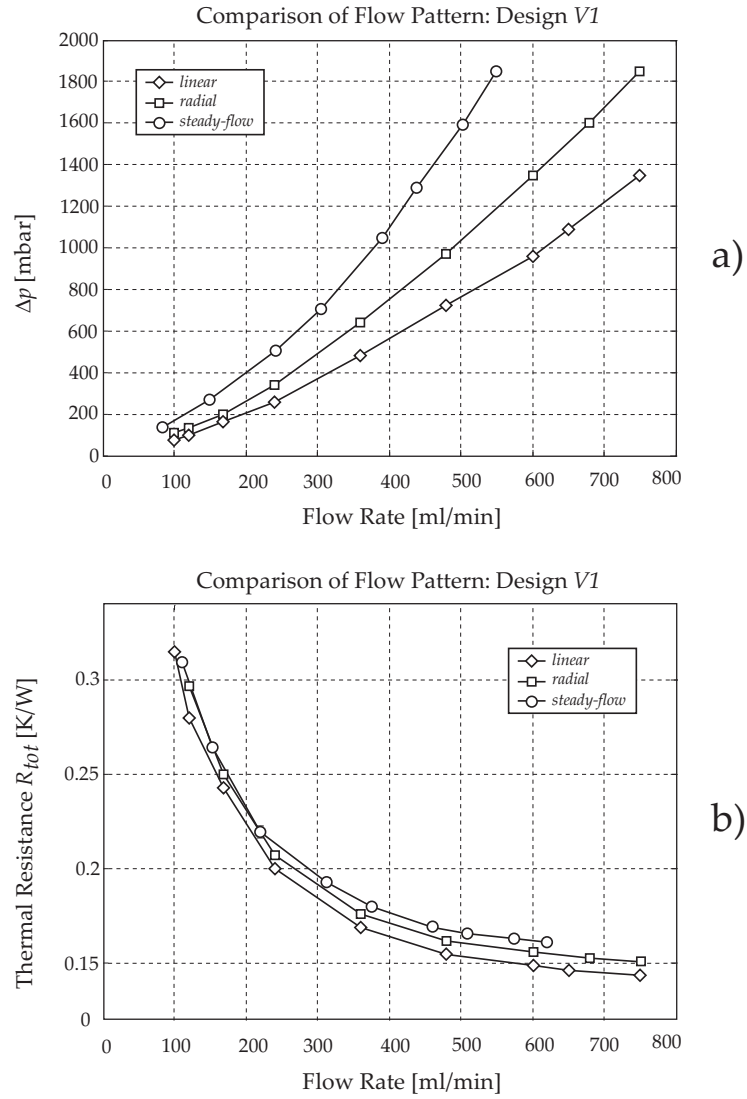 Comparison of Flow Pattern: Design V1
2000
1800
1600
1400
1200
1000
800
600
400
200
0
Δp [mbar]
linear
radial
steady-flow
0 100 200 300 400 500 600 700 800
Flow Rate [ml/min]
a)
Comparison of Flow Pattern: Design V1
0.3
0.25
0.2
0.15
0
Thermal Resistance Rtot [K/W]
linear
radial
steady-flow
0 100 200 300 400 500 600 700 800
Flow Rate [ml/min]
b)